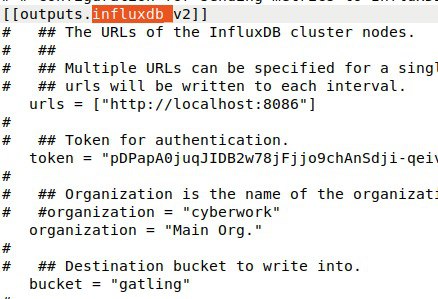 [[outputs.influxdb_v2]]
#   ## The URLs of the InfluxDB cluster nodes.
#   ##
#   ## Multiple URLs can be specified for a singl
#   ## urls will be written to each interval.
   urls = ["http://localhost:8086"]
#
#   ## Token for authentication.
   token = "pDPapA0juqJIDB2w78jFjjo9chAnSdji-qeiv
#
#   ## Organization is the name of the organizati
#   #organization = "cyberwork"
   organization = "Main Org."
#
#   ## Destination bucket to write into.
   bucket = "gatling"